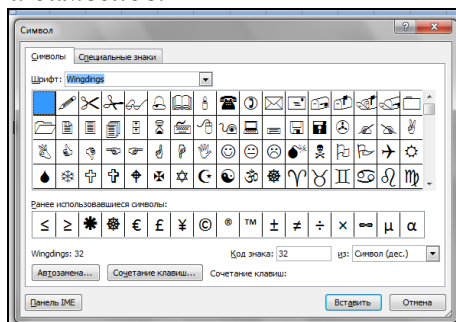 Символ
Символы Специальные знаки
Шрифт: Wingdings
Ранее использовавшиеся символы:
≤ ≥ € £ ¥ © ® ™ ± ≠ ÷ × ∞ µ α
Wingdings: 32 Код знака: 32 из: Символ (дес.)
Автозамена... Сочетание клавиш... Сочетание клавиш:
Панель IME Вставить Отмена